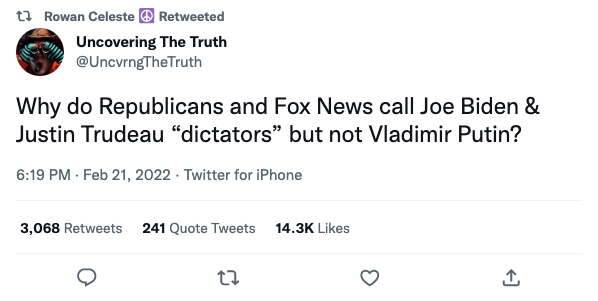 Rowan Celeste ☮️ Retweeted
Uncovering The Truth
@UncvrngTheTruth
Why do Republicans and Fox News call Joe Biden &
Justin Trudeau “dictators” but not Vladimir Putin?
6:19 PM · Feb 21, 2022 · Twitter for iPhone
3,068 Retweets 241 Quote Tweets 14.3K Likes